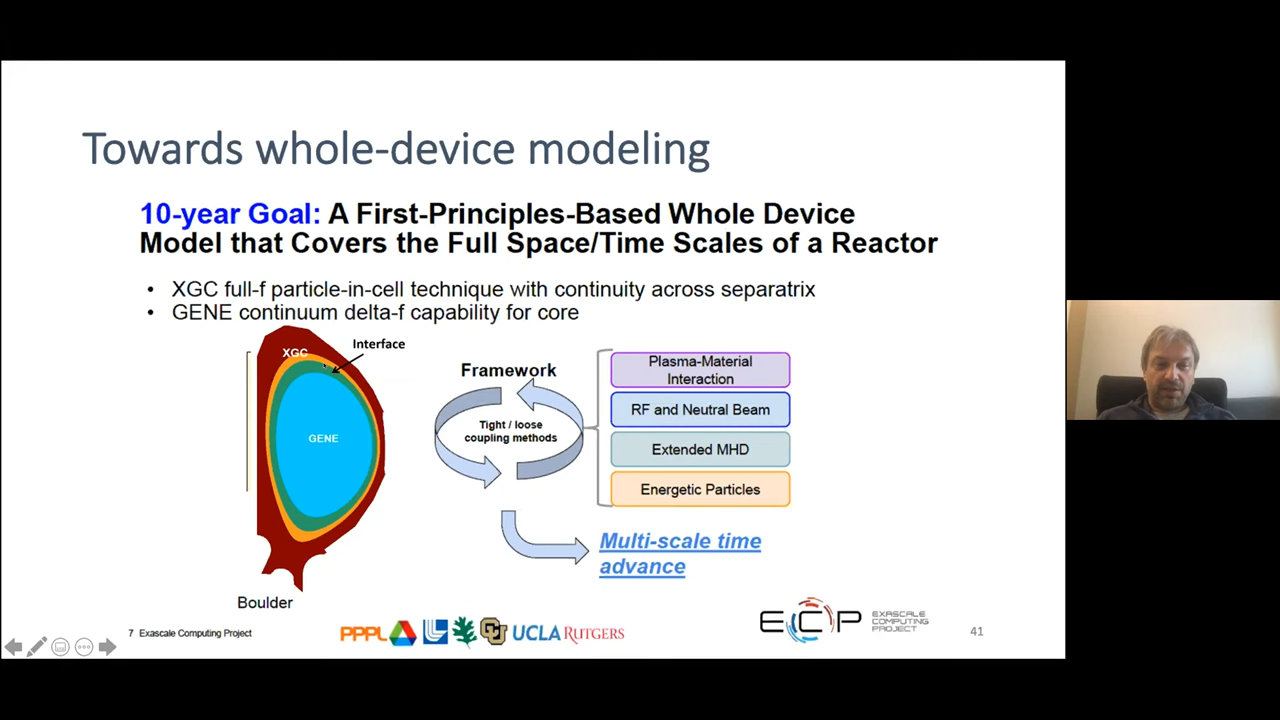 Towards whole-device modeling
10-year Goal: A First-Principles-Based Whole Device
Model that Covers the Full Space/Time Scales of a Reactor
• XGC full-f particle-in-cell technique with continuity across separatrix
• GENE continuum delta-f capability for core
XGC
Interface
GENE
Boulder
Framework
Tight / loose
coupling methods
Plasma-Material
Interaction
RF and Neutral Beam
Extended MHD
Energetic Particles
Multi-scale time
advance
7 Exascale Computing Project
PPPL
CU
UCLA
RUTGERS
ECP
EXASCALE
COMPUTING
PROJECT
41